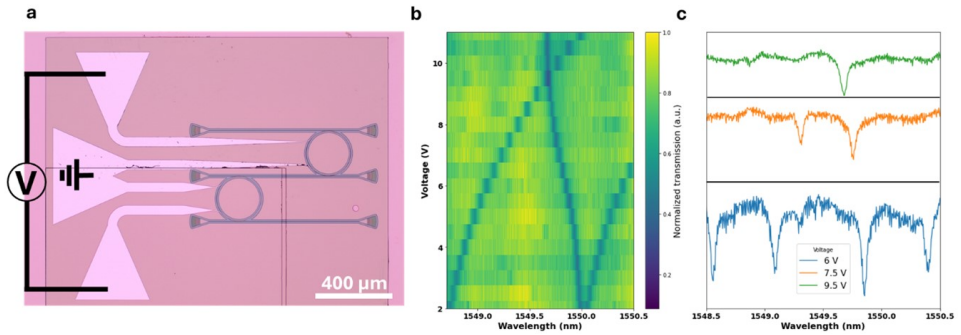 a
V
400 µm
b
10
8
6
4
2
Voltage (V)
1549.0
1549.5
1550.0
1550.5
Wavelength (nm)
1.0
0.8
0.6
0.4
0.2
Normalized transmission (a.u.)
c
Voltage
6 V
7.5 V
9.5 V
1548.5
1549.0
1549.5
1550.0
1550.5
Wavelength (nm)